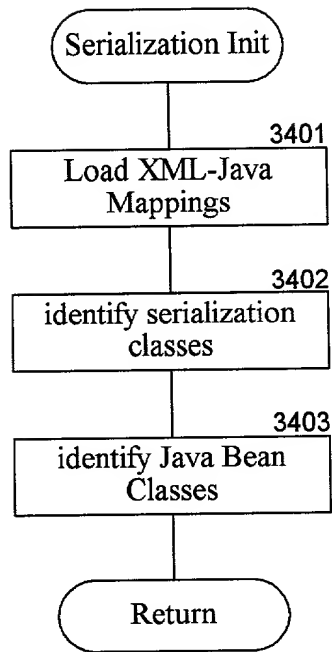 Serialization Init
3401
Load XML-Java
Mappings
3402
identify serialization
classes
3403
identify Java Bean
Classes
Return